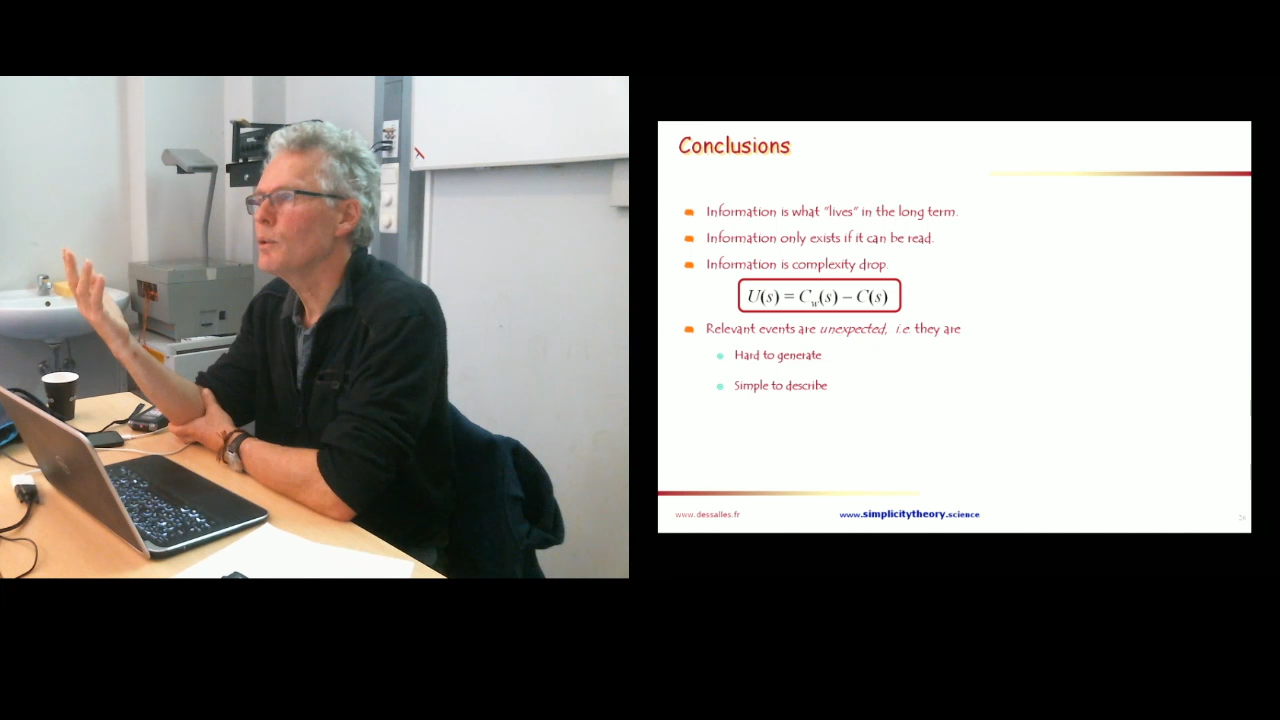 Conclusions
Information is what "lives" in the long term.
Information only exists if it can be read.
Information is complexity drop.
U(s) = Cw(s) – C(s)
Relevant events are unexpected, i.e. they are
Hard to generate
Simple to describe
www.dessalles.fr
www.simplicitytheory.science